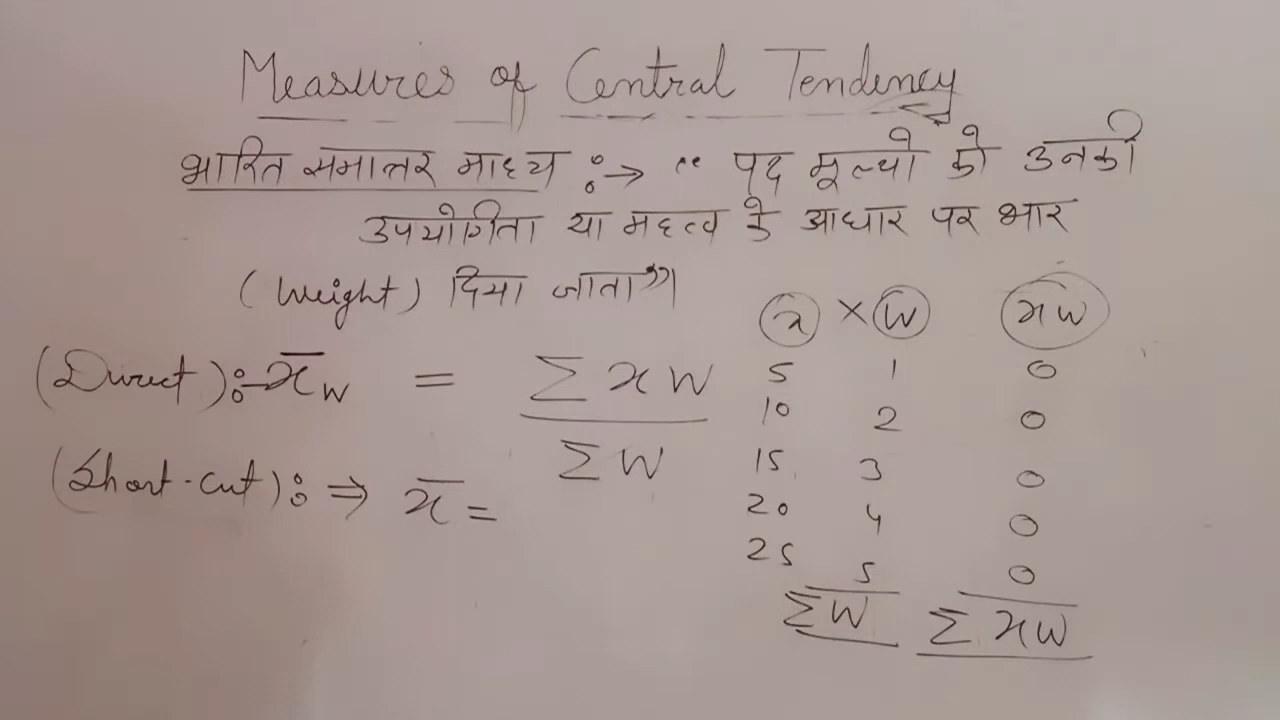 Measures of Central Tendency
भारित समान्तर माध्य :→ " पद मूल्यो को उनकी
उपयोगिता या महत्व के आधार पर भार
(Weight) दिया जाता"।
x × W xW
(Direct):- x̄w = ΣxW / ΣW
5 1 0
10 2 0
15 3 0
20 4 0
25 5 0
(Short-cut): ⇒ x̄ =
ΣW ΣxW